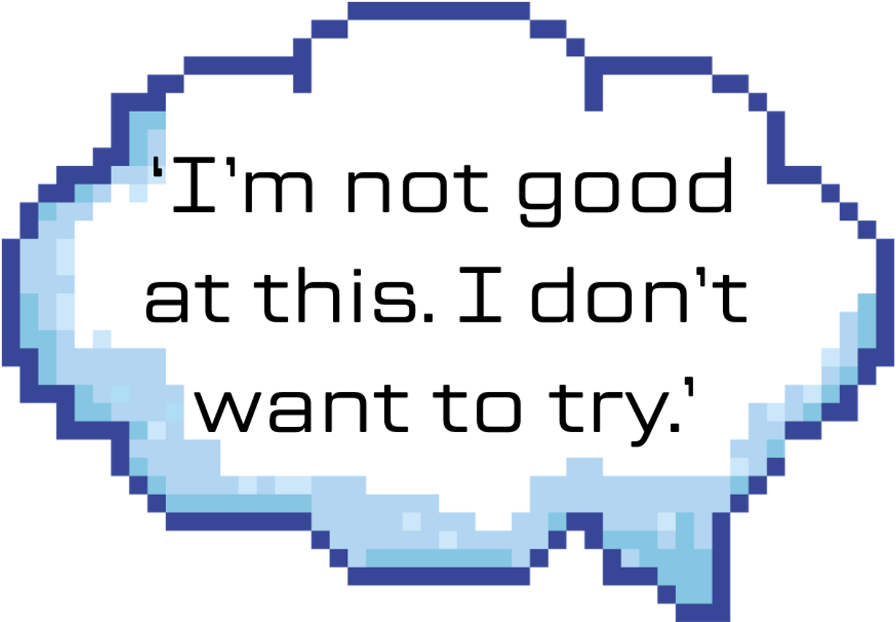 ‘I’m not good
at this. I don’t
want to try.’